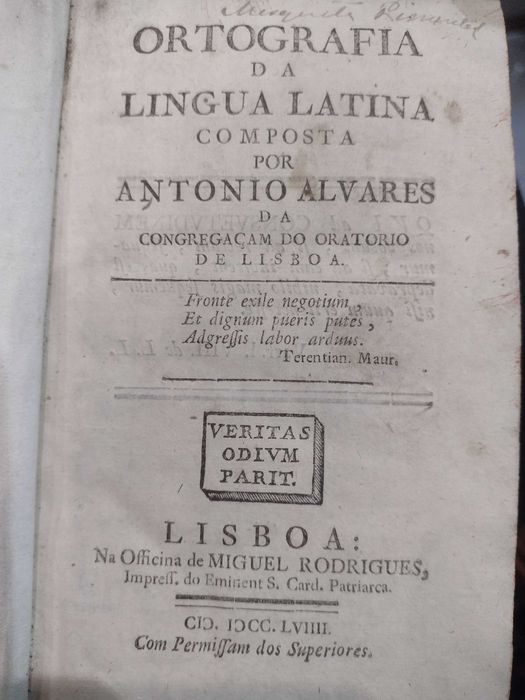 ORTOGRAFIA
DA
LINGUA LATINA
COMPOSTA
POR
ANTONIO ALVARES
DA
CONGREGAÇAM DO ORATORIO
DE LISBOA.
Fronte exile negotium,
Et dignum pueris putes,
Adgreſſis labor arduus.
Terentian. Maur.
VERITAS
ODIVM
PARIT.
LISBOA:
Na Officina de MIGUEL RODRIGUES,
Impreſſ. do Eminent S. Card. Patriarca.
CIↃ. IↃCC. LVIIII.
Com Permiſſam dos Superiores.